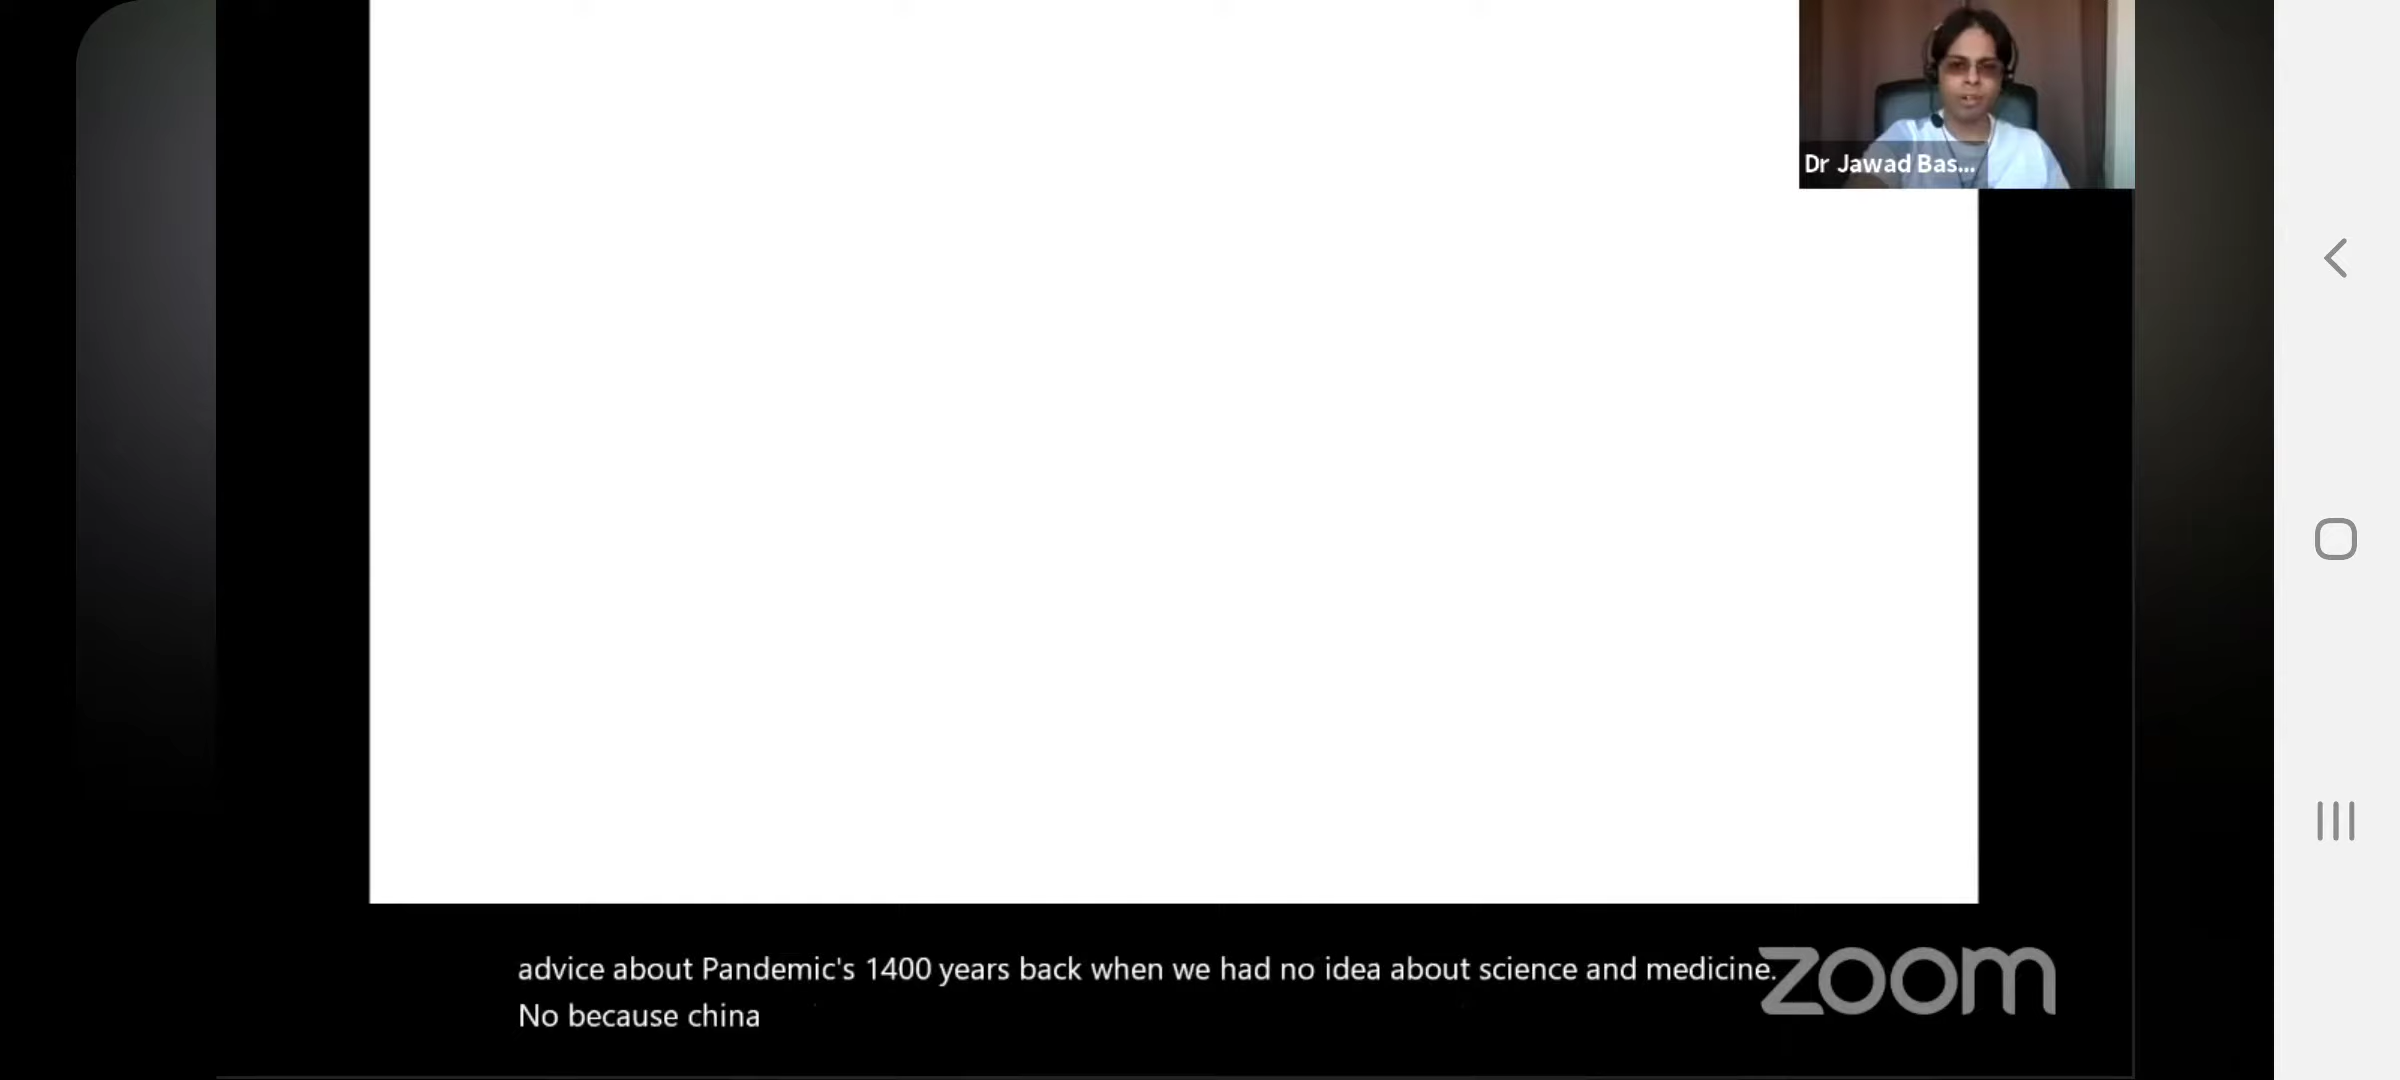 Dr Jawad Bas...
advice about Pandemic's 1400 years back when we had no idea about science and medicine.
No because china
zoom